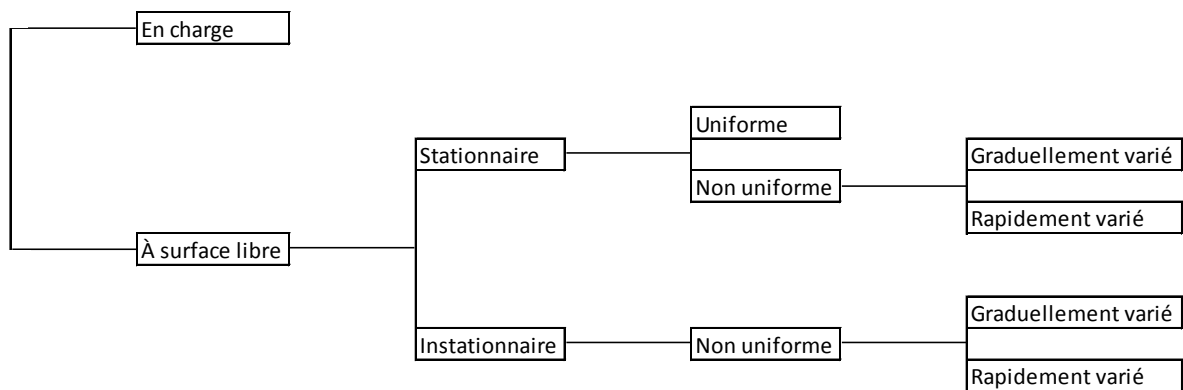 En charge
Uniforme
Stationnaire
Graduellement varié
Non uniforme
Rapidement varié
À surface libre
Graduellement varié
Instationnaire
Non uniforme
Rapidement varié